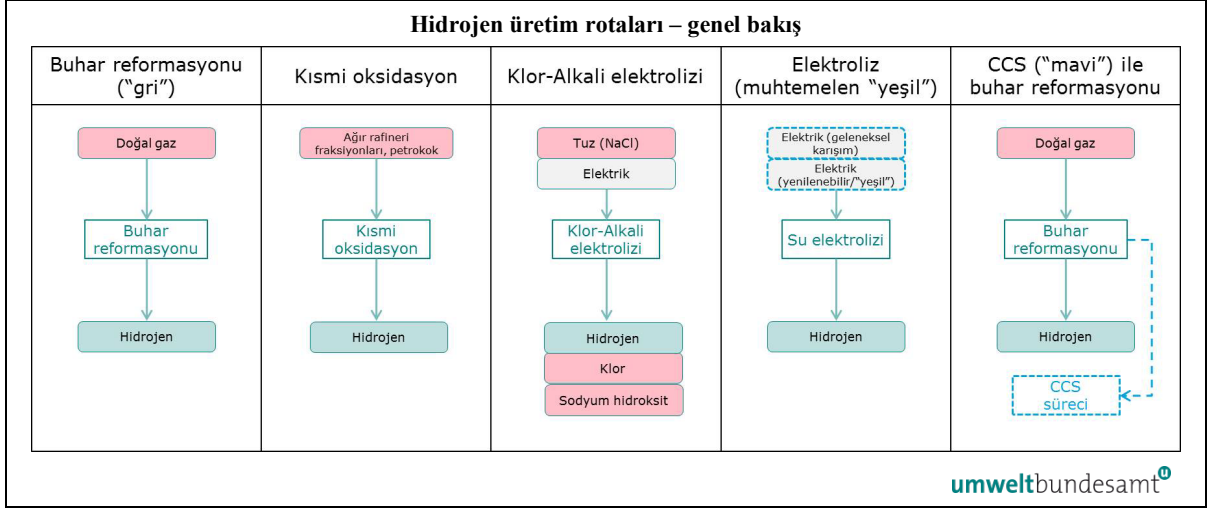 Hidrojen üretim rotaları – genel bakış
Buhar reformasyonu
(“gri”)
Doğal gaz
Buhar
reformasyonu
Hidrojen
Kısmi oksidasyon
Ağır rafineri
fraksiyonları, petrokok
Kısmi
oksidasyon
Hidrojen
Klor-Alkali elektrolizi
Tuz (NaCl)
Elektrik
Klor-Alkali
elektrolizi
Hidrojen
Klor
Sodyum hidroksit
Elektroliz
(muhtemelen “yeşil”)
Elektrik (geleneksel
karışım)
Elektrik
(yenilenebilir/“yeşil”)
Su elektrolizi
Hidrojen
CCS (“mavi”) ile
buhar reformasyonu
Doğal gaz
Buhar
reformasyonu
Hidrojen
CCS
süreci
umweltbundesamt u